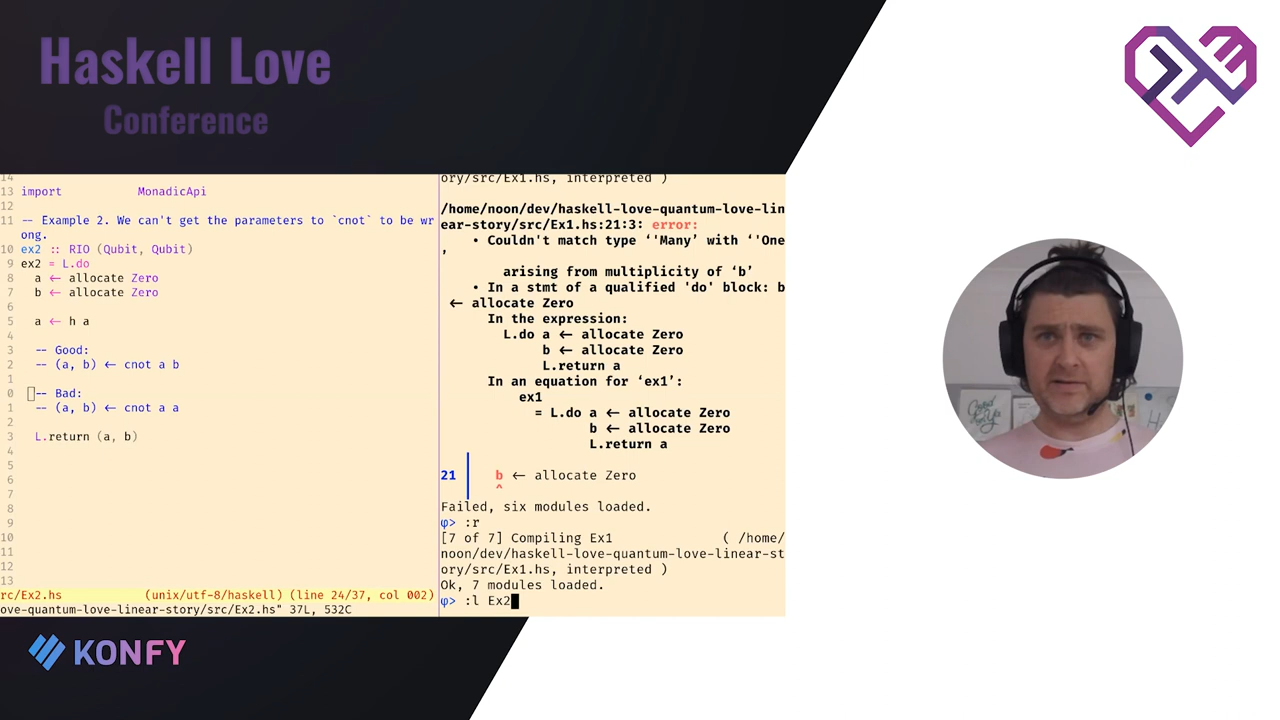 Haskell Love
Conference
14
13 import MonadicApi
12
11 -- Example 2. We can't get the parameters to `cnot` to be wr
ong.
10 ex2 :: RIO (Qubit, Qubit)
9 ex2 = L.do
8 a ← allocate Zero
7 b ← allocate Zero
6
5 a ← h a
4
3 -- Good:
2 -- (a, b) ← cnot a b
1
0 -- Bad:
1 -- (a, b) ← cnot a a
2
3 L.return (a, b)
4
5
6
7
8
9
10
11
12
13
rc/Ex2.hs (unix/utf-8/haskell) (line 24/37, col 002)
ove-quantum-love-linear-story/src/Ex2.hs" 37L, 532C
ory/src/Ex1.hs, interpreted )
/home/noon/dev/haskell-love-quantum-love-lin
ear-story/src/Ex1.hs:21:3: error:
• Couldn't match type ‘'Many’ with ‘'One
’
arising from multiplicity of ‘b’
• In a stmt of a qualified 'do' block: b
← allocate Zero
In the expression:
L.do a ← allocate Zero
b ← allocate Zero
L.return a
In an equation for ‘ex1’:
ex1
= L.do a ← allocate Zero
b ← allocate Zero
L.return a
21 b ← allocate Zero
^
Failed, six modules loaded.
φ> :r
[7 of 7] Compiling Ex1 ( /home/
noon/dev/haskell-love-quantum-love-linear-st
ory/src/Ex1.hs, interpreted )
Ok, 7 modules loaded.
φ> :l Ex2
KONFY